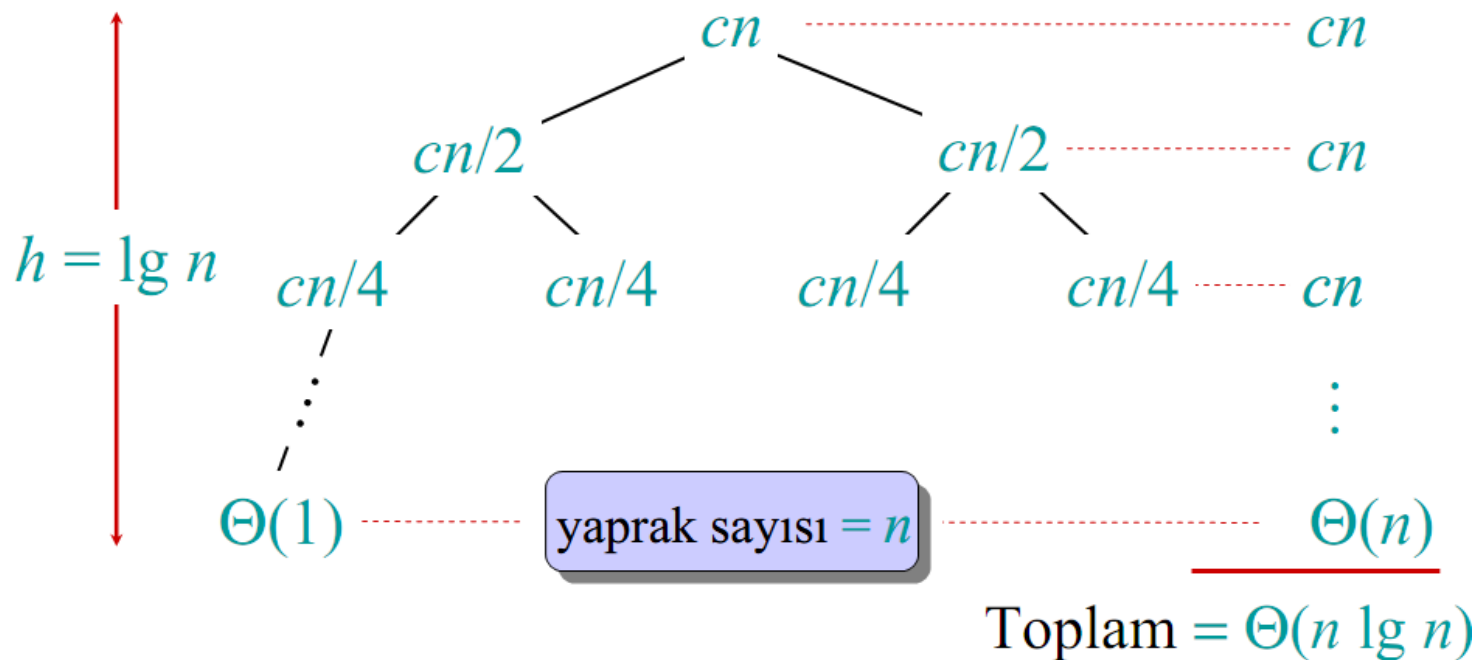 cn cn
cn/2 cn/2 cn
h = lg n
cn/4 cn/4 cn/4 cn/4 cn
⋮
Θ(1) yaprak sayısı = n Θ(n)
Toplam = Θ(n lg n)